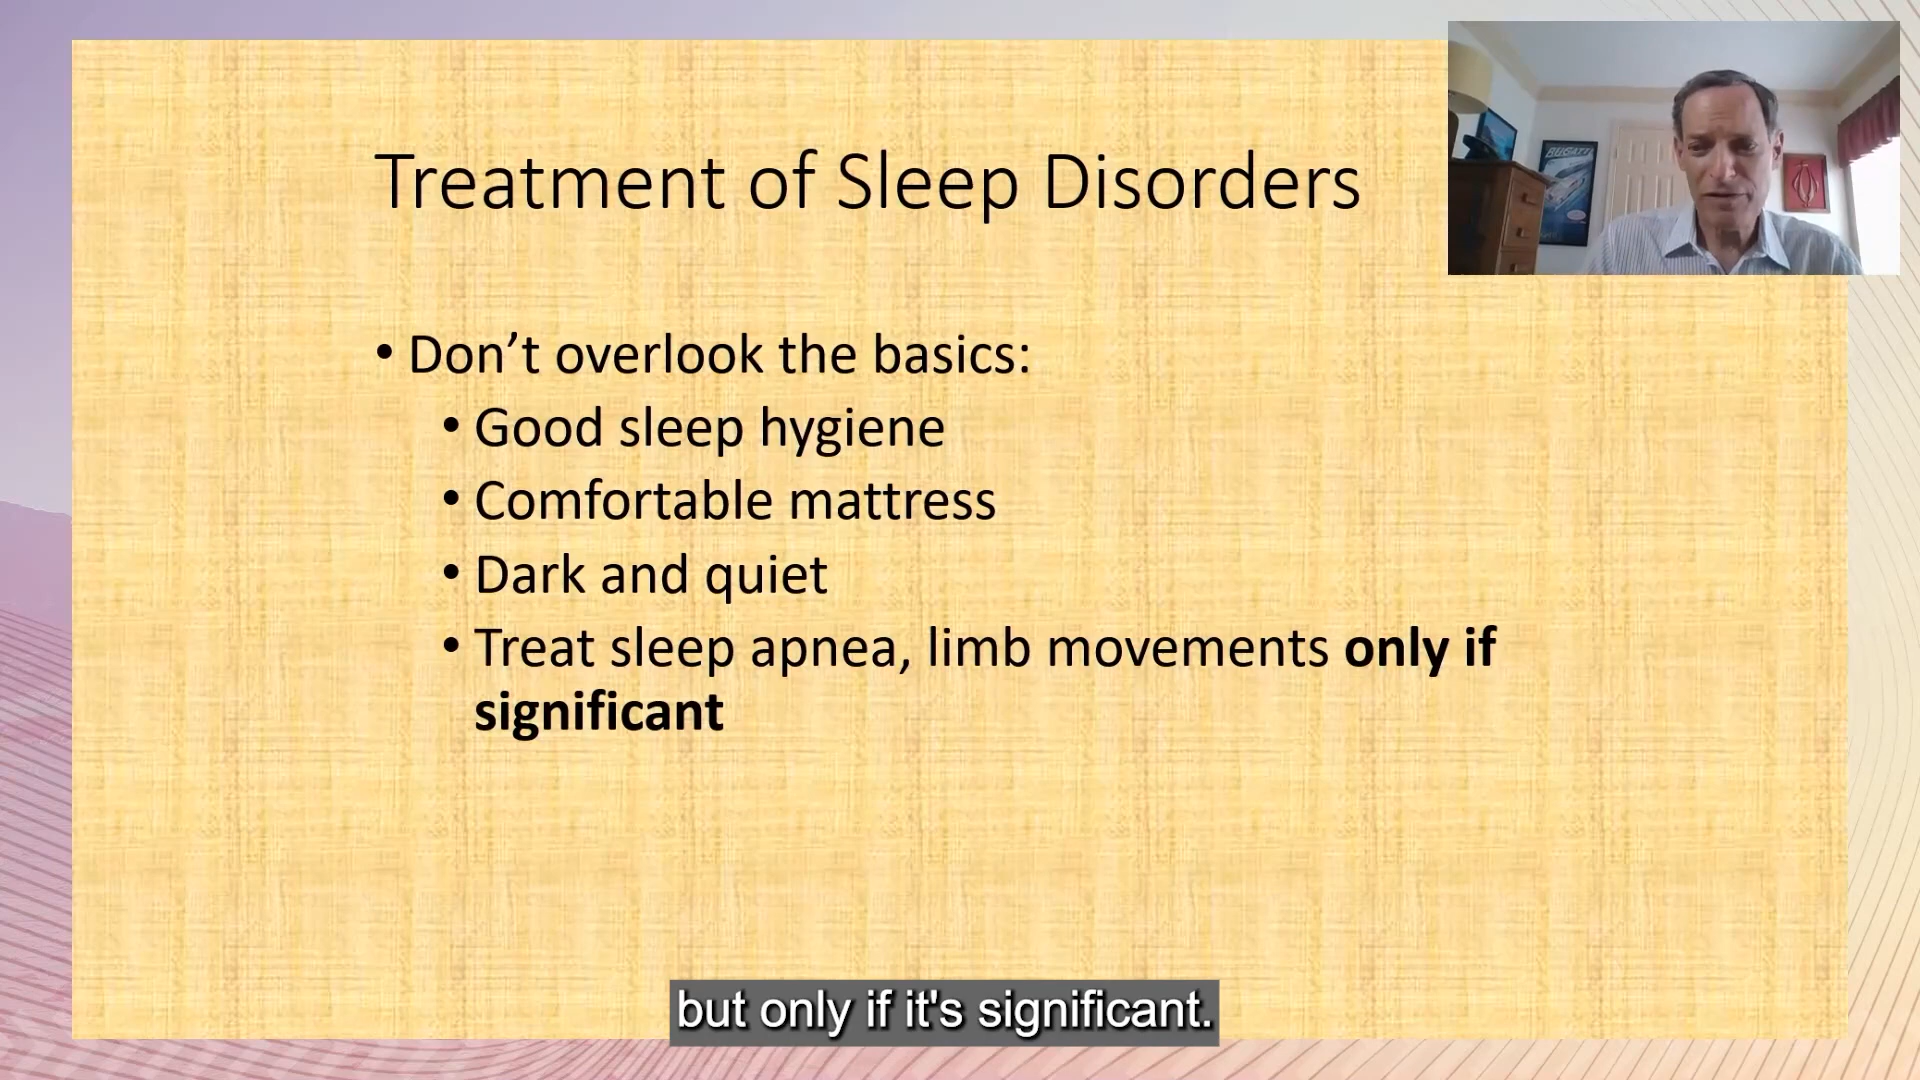 BUGATTI
Treatment of Sleep Disorders
• Don’t overlook the basics:
• Good sleep hygiene
• Comfortable mattress
• Dark and quiet
• Treat sleep apnea, limb movements only if
significant
but only if it's significant.